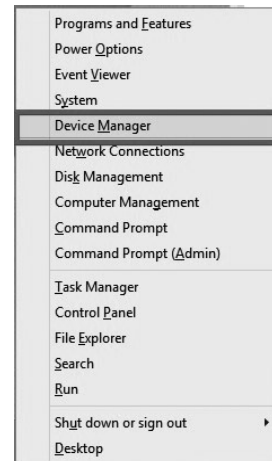 Programs and Features
Power Options
Event Viewer
System
Device Manager
Network Connections
Disk Management
Computer Management
Command Prompt
Command Prompt (Admin)
Task Manager
Control Panel
File Explorer
Search
Run
Shut down or sign out
Desktop